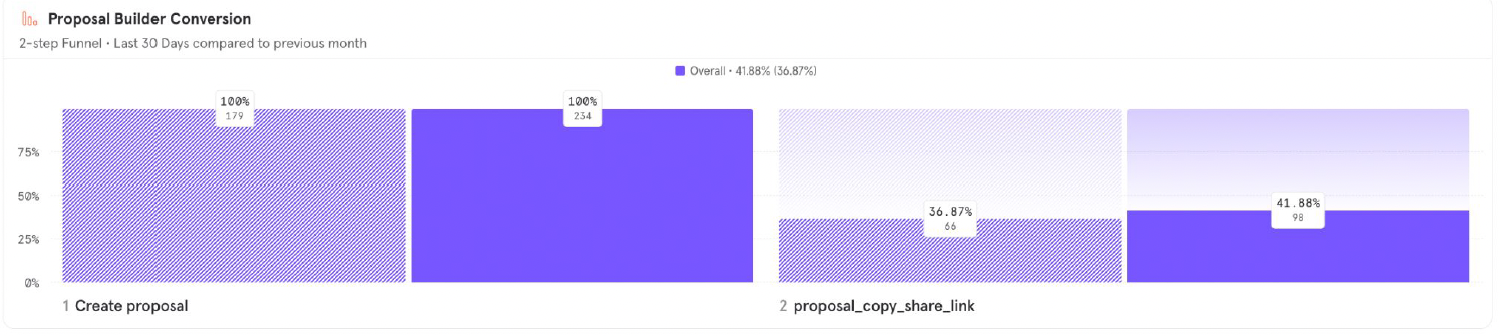 Proposal Builder Conversion
2-step Funnel • Last 30 Days compared to previous month
Overall • 41.88% (36.87%)
100%
179
100%
234
75%
50%
25%
0%
36.87%
66
41.88%
98
1 Create proposal
2 proposal_copy_share_link